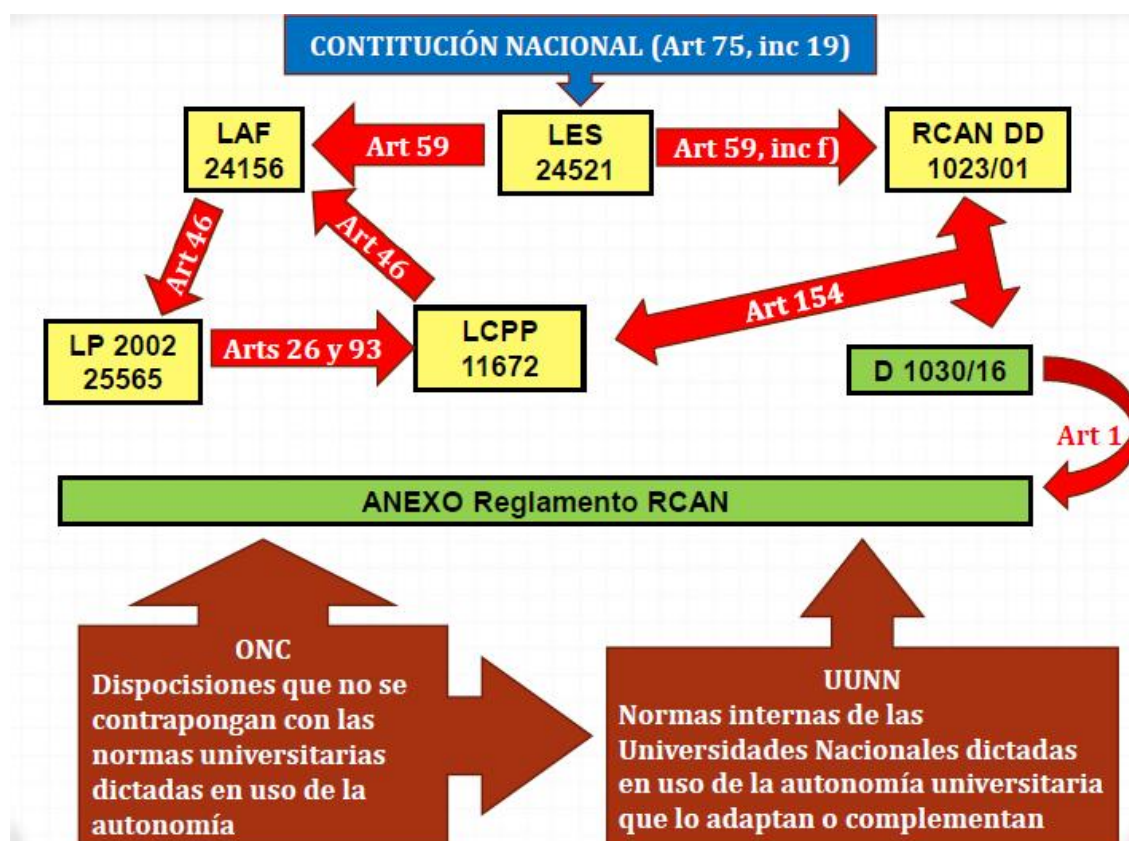 CONTITUCIÓN NACIONAL (Art 75, inc 19)
LAF
24156
Art 59
LES
24521
Art 59, inc f)
RCAN DD
1023/01
Art 46
Art 46
Art 154
LP 2002
25565
Arts 26 y 93
LCPP
11672
D 1030/16
Art 1
ANEXO Reglamento RCAN
ONC
Dispocisiones que no se
contrapongan con las
normas universitarias
dictadas en uso de la
autonomía
UUNN
Normas internas de las
Universidades Nacionales dictadas
en uso de la autonomía universitaria
que lo adaptan o complementan